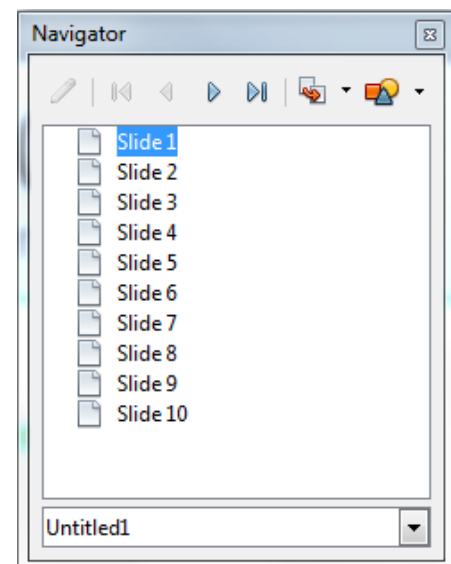 Navigator
Slide 1
Slide 2
Slide 3
Slide 4
Slide 5
Slide 6
Slide 7
Slide 8
Slide 9
Slide 10
Untitled1